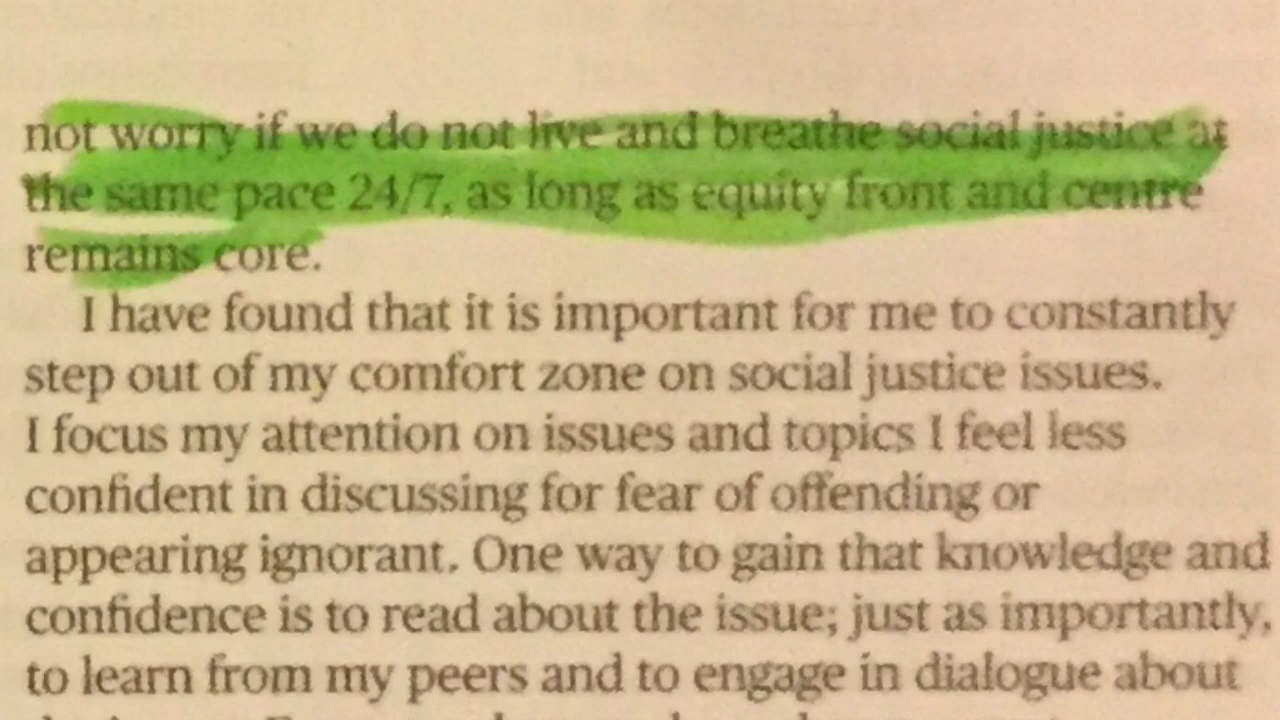 not worry if we do not live and breathe social justice at
the same pace 24/7, as long as equity front and centre
remains core.
I have found that it is important for me to constantly
step out of my comfort zone on social justice issues.
I focus my attention on issues and topics I feel less
confident in discussing for fear of offending or
appearing ignorant. One way to gain that knowledge and
confidence is to read about the issue; just as importantly,
to learn from my peers and to engage in dialogue about